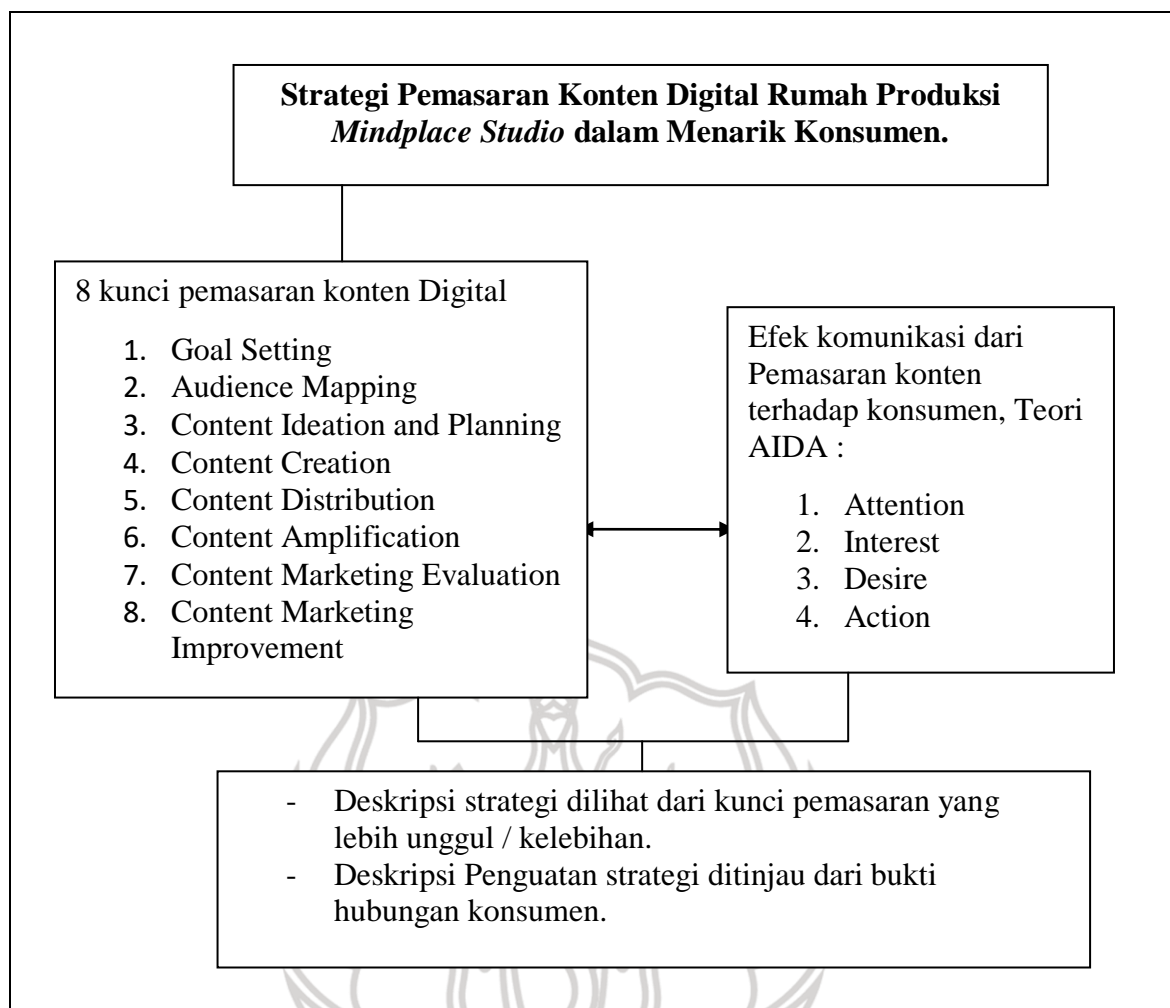 Strategi Pemasaran Konten Digital Rumah Produksi
Mindplace Studio dalam Menarik Konsumen.
8 kunci pemasaran konten Digital
1. Goal Setting
2. Audience Mapping
3. Content Ideation and Planning
4. Content Creation
5. Content Distribution
6. Content Amplification
7. Content Marketing Evaluation
8. Content Marketing
Improvement
Efek komunikasi dari
Pemasaran konten
terhadap konsumen, Teori
AIDA :
1. Attention
2. Interest
3. Desire
4. Action
- Deskripsi strategi dilihat dari kunci pemasaran yang
lebih unggul / kelebihan.
- Deskripsi Penguatan strategi ditinjau dari bukti
hubungan konsumen.